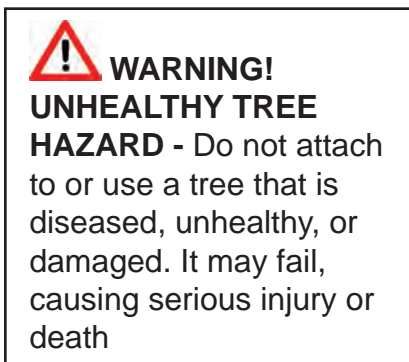 WARNING!
UNHEALTHY TREE
HAZARD - Do not attach
to or use a tree that is
diseased, unhealthy, or
damaged. It may fail,
causing serious injury or
death